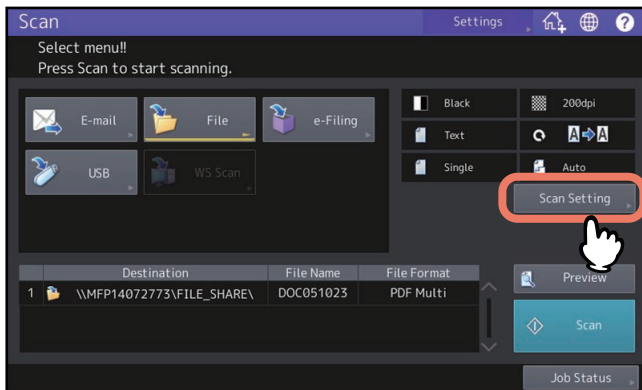 Scan
Settings
Select menu!!
Press Scan to start scanning.
E-mail
File
e-Filing
USB
WS Scan
Black
200dpi
Text
A A
Single
Auto
Scan Setting
Destination File Name File Format
1 \\MFP14072773\FILE_SHARE\ DOC051023 PDF Multi
Preview
Scan
Job Status